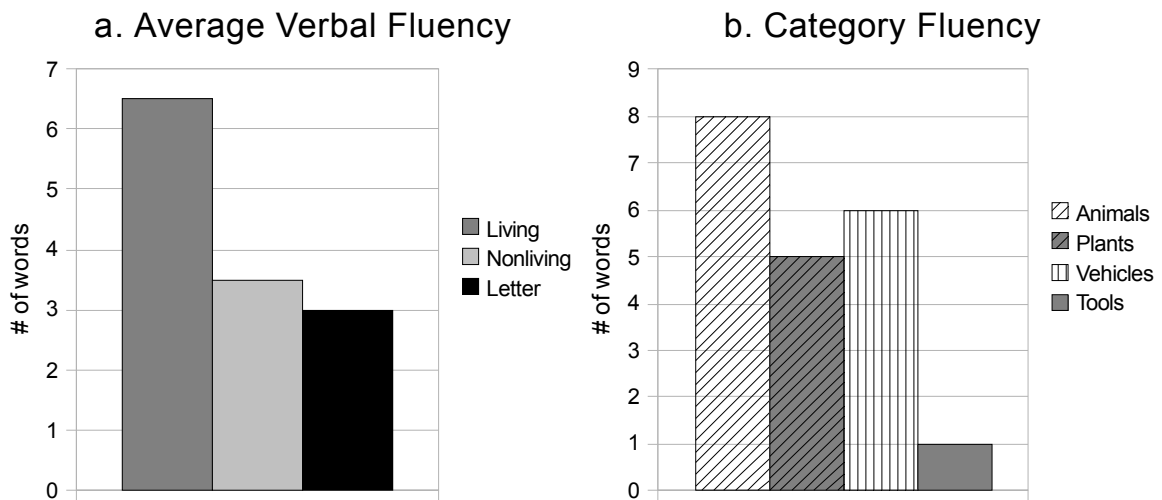 a. Average Verbal Fluency
7
6
5
4
3
2
1
0
# of words
Living
Nonliving
Letter
b. Category Fluency
9
8
7
6
5
4
3
2
1
0
# of words
Animals
Plants
Vehicles
Tools